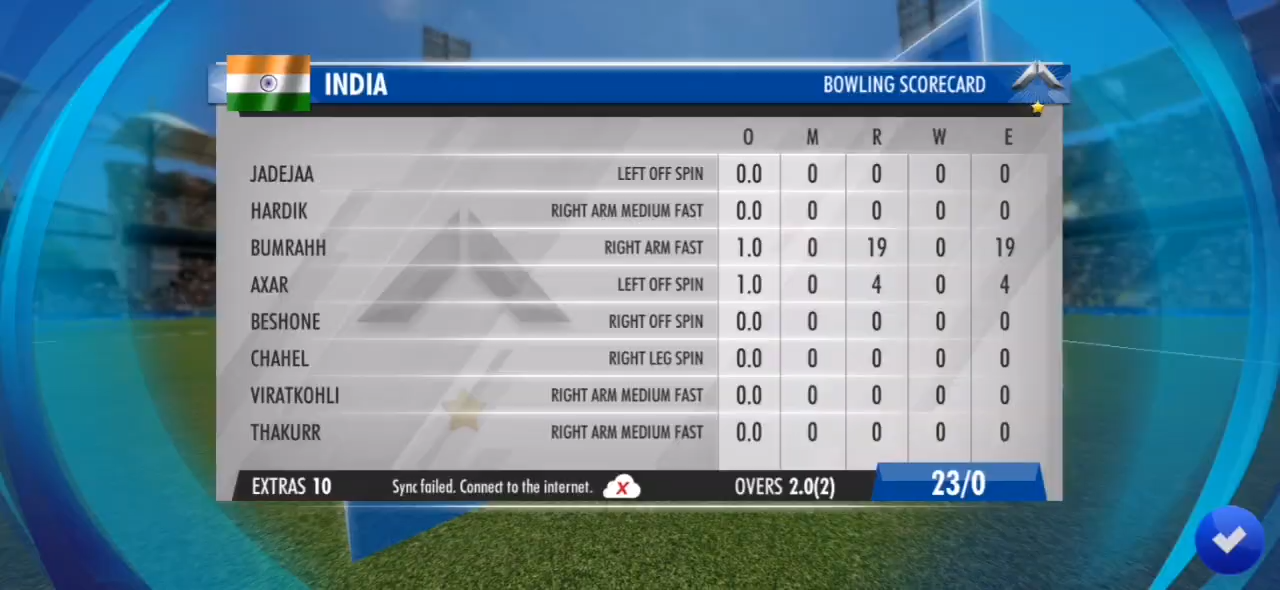 INDIA BOWLING SCORECARD
O M R W E
JADEJAA LEFT OFF SPIN 0.0 0 0 0 0
HARDIK RIGHT ARM MEDIUM FAST 0.0 0 0 0 0
BUMRAHH RIGHT ARM FAST 1.0 0 19 0 19
AXAR LEFT OFF SPIN 1.0 0 4 0 4
BESHONE RIGHT OFF SPIN 0.0 0 0 0 0
CHAHEL RIGHT LEG SPIN 0.0 0 0 0 0
VIRATKOHLI RIGHT ARM MEDIUM FAST 0.0 0 0 0 0
THAKURR RIGHT ARM MEDIUM FAST 0.0 0 0 0 0
EXTRAS 10 Sync failed. Connect to the internet. X OVERS 2.0(2) 23/0